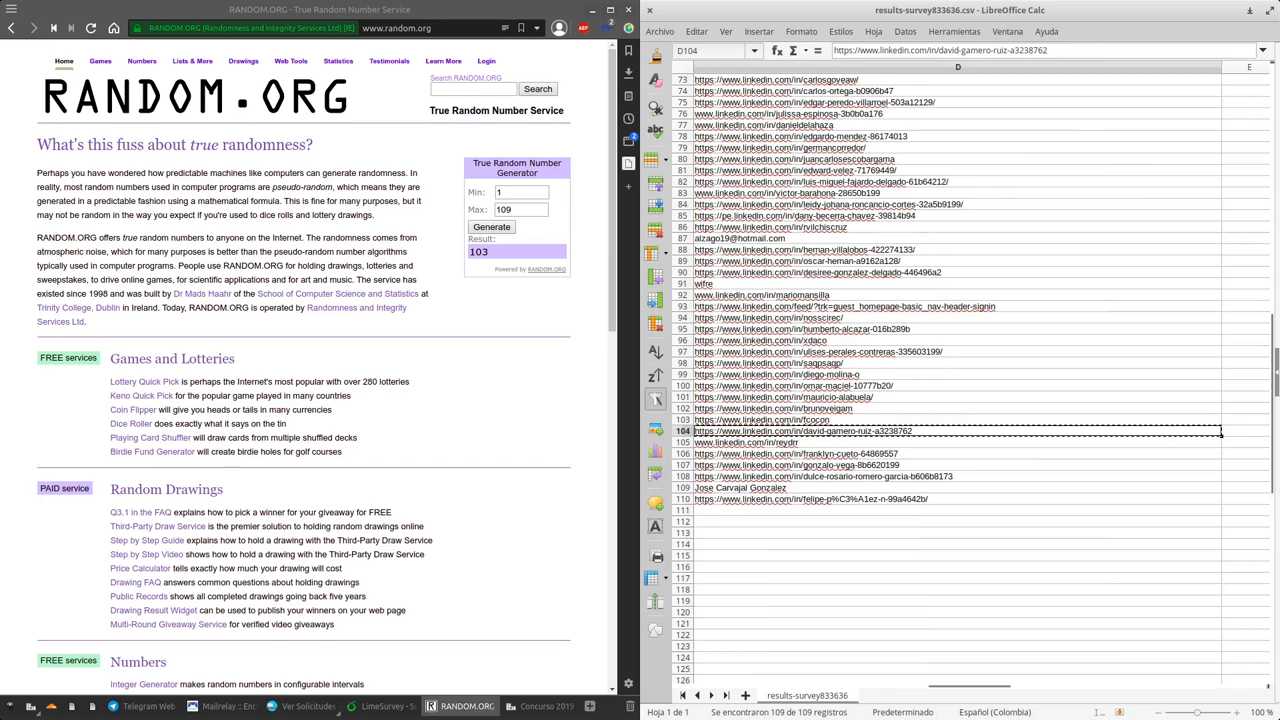 RANDOM.ORG - True Random Number Service
RANDOM.ORG (Randomness and Integrity Services Ltd) [IE]
www.random.org
Home
Games
Numbers
Lists & More
Drawings
Web Tools
Statistics
Testimonials
Learn More
Login
RANDOM.ORG
Search RANDOM.ORG
Search
True Random Number Service
What's this fuss about true randomness?
Perhaps you have wondered how predictable machines like computers can generate randomness. In
reality, most random numbers used in computer programs are pseudo-random, which means they are
generated in a predictable fashion using a mathematical formula. This is fine for many purposes, but it
may not be random in the way you expect if you're used to dice rolls and lottery drawings.
RANDOM.ORG offers true random numbers to anyone on the Internet. The randomness comes from
atmospheric noise, which for many purposes is better than the pseudo-random number algorithms
typically used in computer programs. People use RANDOM.ORG for holding drawings, lotteries and
sweepstakes, to drive online games, for scientific applications and for art and music. The service has
existed since 1998 and was built by Dr Mads Haahr of the School of Computer Science and Statistics at
Trinity College, Dublin in Ireland. Today, RANDOM.ORG is operated by Randomness and Integrity
Services Ltd.
True Random Number
Generator
Min: 1
Max: 109
Generate
Result:
103
Powered by RANDOM.ORG
FREE services
Games and Lotteries
Lottery Quick Pick is perhaps the Internet's most popular with over 280 lotteries
Keno Quick Pick for the popular game played in many countries
Coin Flipper will give you heads or tails in many currencies
Dice Roller does exactly what it says on the tin
Playing Card Shuffler will draw cards from multiple shuffled decks
Birdie Fund Generator will create birdie holes for golf courses
PAID service
Random Drawings
Q3.1 in the FAQ explains how to pick a winner for your giveaway for FREE
Third-Party Draw Service is the premier solution to holding random drawings online
Step by Step Guide explains how to hold a drawing with the Third-Party Draw Service
Step by Step Video shows how to hold a drawing with the Third-Party Draw Service
Price Calculator tells exactly how much your drawing will cost
Drawing FAQ answers common questions about holding drawings
Public Records shows all completed drawings going back five years
Drawing Result Widget can be used to publish your winners on your web page
Multi-Round Giveaway Service for verified video giveaways
FREE services
Numbers
Integer Generator makes random numbers in configurable intervals
Telegram Web
Mailrelay :: En
Ver Solicitudes
LimeSurvey - S
RANDOM.ORG
Concurso 2019
results-survey833636.csv - LibreOffice Calc
Archivo Editar Ver Insertar Formato Estilos Hoja Datos Herramientas Ventana Ayuda
D104
https://www.linkedin.com/in/david-gamero-ruiz-a3238762
D
E
73 https://www.linkedin.com/in/carlosgoyeaw/
74 https://www.linkedin.com/in/carlos-ortega-b0906b47
75 https://www.linkedin.com/in/edgar-peredo-villarroel-503a12129/
76 www.linkedin.com/in/julissa-espinosa-3b0b0a176
77 www.linkedin.com/in/danieldelahaza
78 https://www.linkedin.com/in/edgardo-mendez-86174013
79 https://www.linkedin.com/in/germancorredor/
80 https://www.linkedin.com/in/juancarloscobargama
81 https://www.linkedin.com/in/edward-velez-71769449/
82 https://www.linkedin.com/in/luis-miguel-fajardo-delgado-61b64212/
83 www.linkedin.com/in/victor-barahona-28650b199
84 https://www.linkedin.com/in/leidy-johana-roncancio-cortes-32a5b9199/
85 https://pe.linkedin.com/in/dany-becerra-chavez-39814b94
86 https://www.linkedin.com/in/rvilchiscruz
87 alzago19@hotmail.com
88 https://www.linkedin.com/in/hernan-villalobos-422274133/
89 https://www.linkedin.com/in/oscar-hernan-a9162a128/
90 https://www.linkedin.com/in/desiree-gonzalez-delgado-446496a2
91 wifre
92 www.linkedin.com/in/mariomansilla
93 https://www.linkedin.com/feed/?trk=guest_homepage-basic_nav-header-signin
94 https://www.linkedin.com/in/nosscirec/
95 https://www.linkedin.com/in/humberto-alcazar-016b289b
96 https://www.linkedin.com/in/xdaco
97 https://www.linkedin.com/in/ulises-perales-contreras-335603199/
98 https://www.linkedin.com/in/saqpsaqp/
99 https://www.linkedin.com/in/diego-molina-o
100 https://www.linkedin.com/in/omar-maciel-10777b20/
101 https://www.linkedin.com/in/mauriciolabuela/
102 https://www.linkedin.com/in/brunovegam
103 https://www.linkedin.com/in/fcocon
104 https://www.linkedin.com/in/david-gamero-ruiz-a3238762
105 www.linkedin.com/in/reydrr
106 https://www.linkedin.com/in/franklyn-cueto-64869557
107 https://www.linkedin.com/in/gonzalo-vega-8b6620199
108 https://www.linkedin.com/in/dulce-rosario-romero-garcia-b606b8173
109 Jose Carvajal Gonzalez
110 https://www.linkedin.com/in/felipe-p%C3%A1ez-n-99a4642b/
111
112
113
114
115
116
117
118
119
120
121
122
123
124
125
126
results-survey833636
Hoja 1 de 1
Se encontraron 109 de 109 registros
Predeterminado
Español (Colombia)
100 %